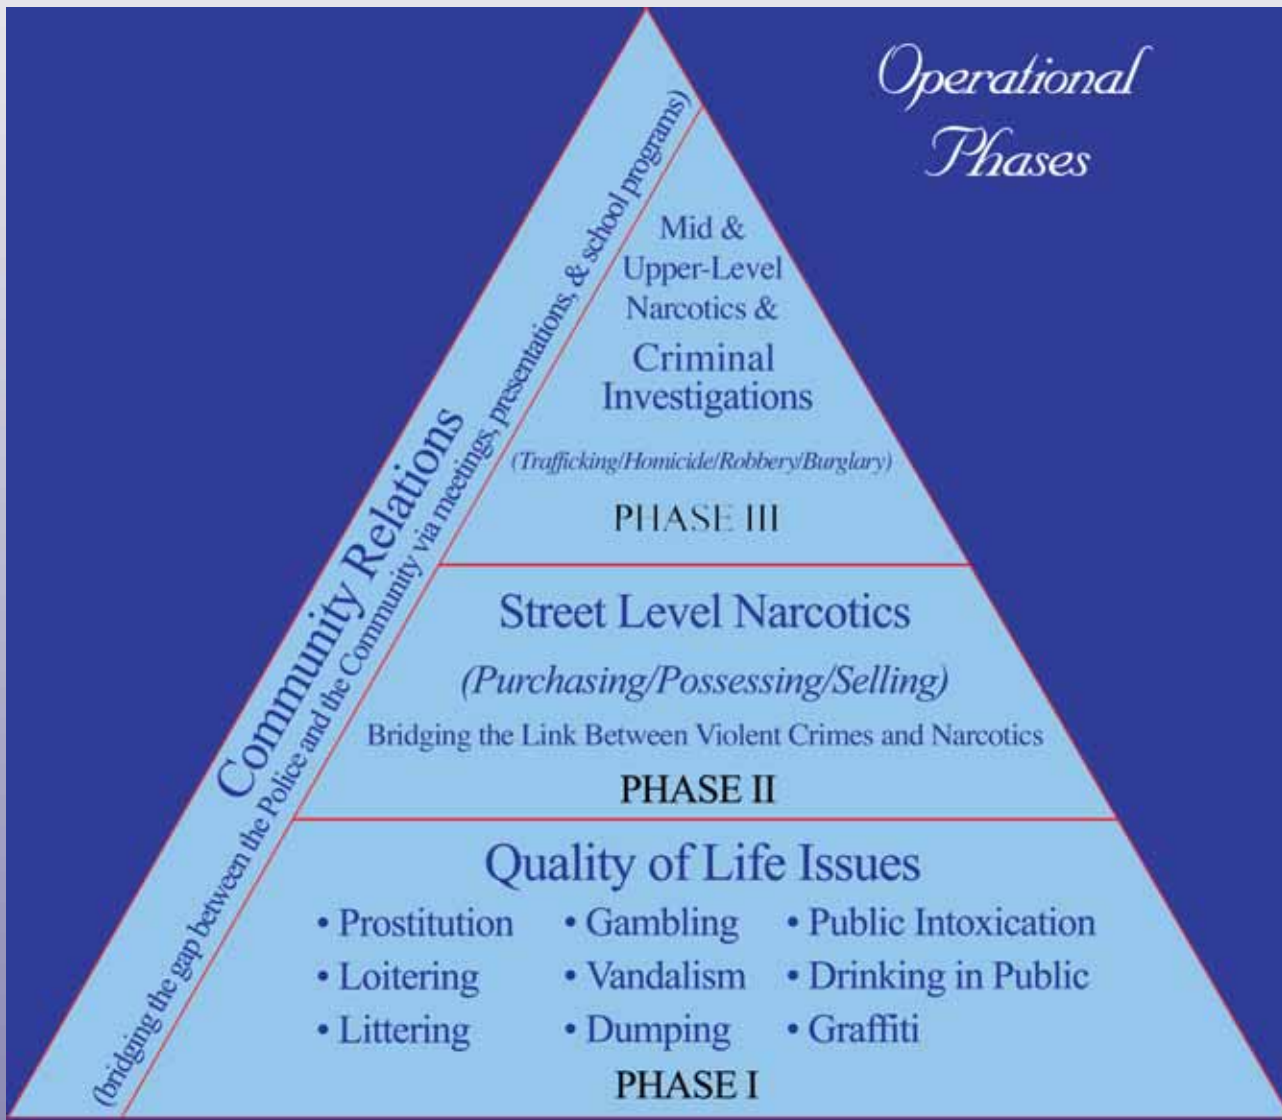 Operational
Phases
Community Relations
(bridging the gap between the Police and the Community via meetings, presentations, & school programs)
Mid &
Upper-Level
Narcotics &
Criminal
Investigations
(Trafficking/Homicide/Robbery/Burglary)
PHASE III
Street Level Narcotics
(Purchasing/Possessing/Selling)
Bridging the Link Between Violent Crimes and Narcotics
PHASE II
Quality of Life Issues
• Prostitution • Gambling • Public Intoxication
• Loitering • Vandalism • Drinking in Public
• Littering • Dumping • Graffiti
PHASE I